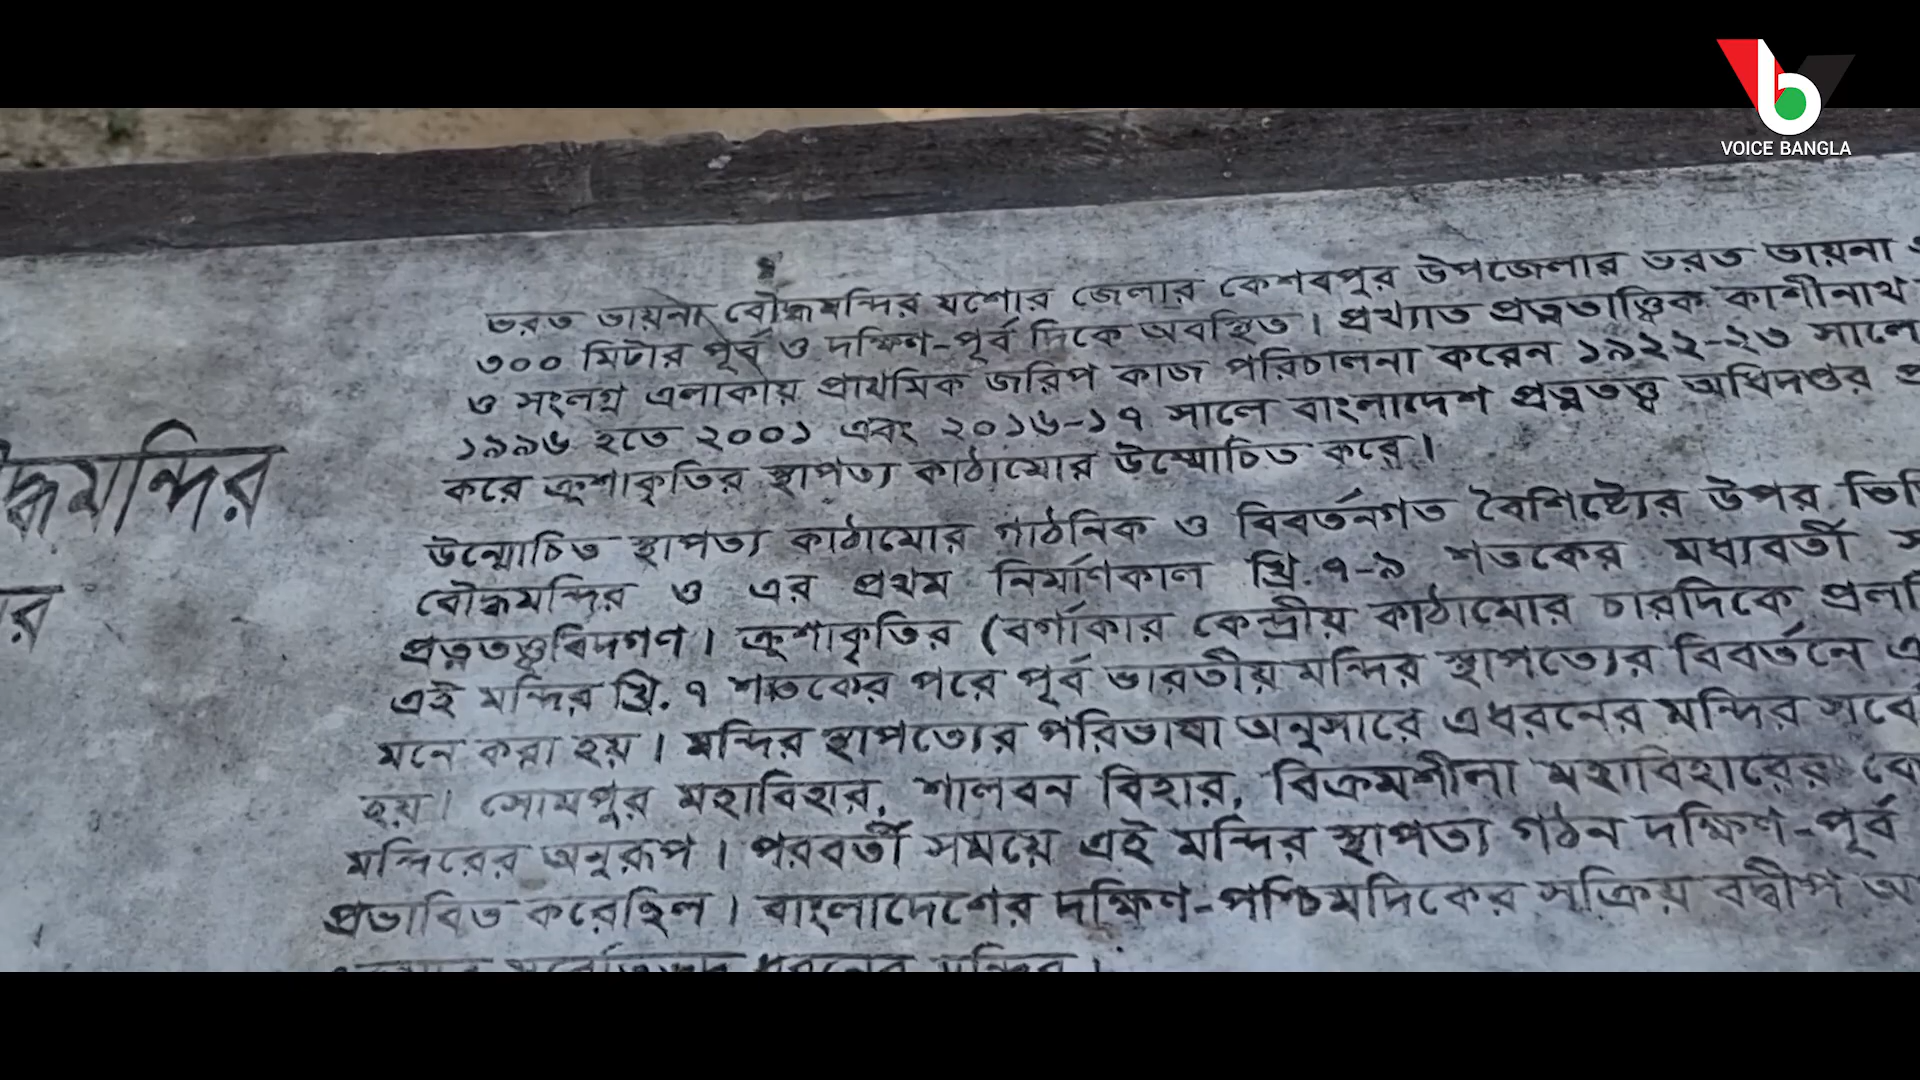 VOICE BANGLA
ভরত ভায়না বৌদ্ধমন্দির যশোর জেলার কেশবপুর উপজেলার ভরত ভায়না
৩০০ মিটার পূর্ব ও দক্ষিণ-পূর্ব দিকে অবস্থিত। প্রখ্যাত প্রত্নতাত্ত্বিক কাশীনাথ
ও সংলগ্ন এলাকায় প্রাথমিক জরিপ কাজ পরিচালনা করেন ১৯২২-২৩ সালে
১৯৯৬ হতে ২০০১ এবং ২০১৬-১৭ সালে বাংলাদেশ প্রত্নতত্ত্ব অধিদপ্তর
করে ক্রুশাকৃতির স্থাপত্য কাঠামোর উম্মোচিত করে।
দ্ধমন্দির
উন্মোচিত স্থাপত্য কাঠামোর গাঠনিক ও বিবর্তনগত বৈশিষ্ট্যের উপর
বৌদ্ধমন্দির ও এর প্রথম নির্মাণকাল খ্রি.৭-৯ শতকের মধ্যবর্তী
প্রত্নতত্ত্ববিদগণ। ক্রুশাকৃতির (বর্গাকার কেন্দ্রীয় কাঠামোর চারদিকে
র
এই মন্দির খ্রি. ৭ শতকের পরে পূর্ব ভারতীয় মন্দির স্থাপত্যের বিবর্তনে
মনে করা হয়। মন্দির স্থাপত্যের পরিভাষা অনুসারে এধরনের মন্দির
হয়। সোমপুর মহাবিহার, শালবন বিহার, বিক্রমশীলা মহাবিহারের
মন্দিরের অনুরূপ। পরবর্তী সময়ে এই মন্দির স্থাপত্য গঠন দক্ষিণ-পূর্ব
প্রভাবিত করেছিল। বাংলাদেশের দক্ষিণ-পশ্চিমদিকের সক্রিয় বদ্বীপ